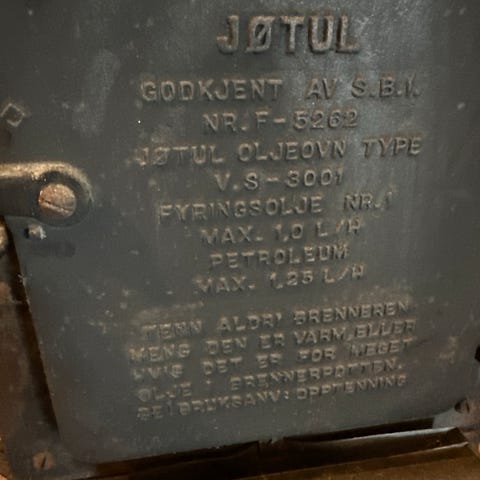 JØTUL
GODKJENT AV S.B.K.
NR. F-5262
JØTUL OLJEOVN TYPE
V.S-3001
FYRINGSOLJE NR. 1
MAX. 1,0 L/H
PETROLEUM
MAX. 1,25 L/H
TENN ALDRI BRENNEREN
MENS DEN ER VARM, ELLER
HVIS DET ER FOR MEGET
OLJE I BRENNERPOTTEN.
SE: BRUKSANV: OPPTENNING